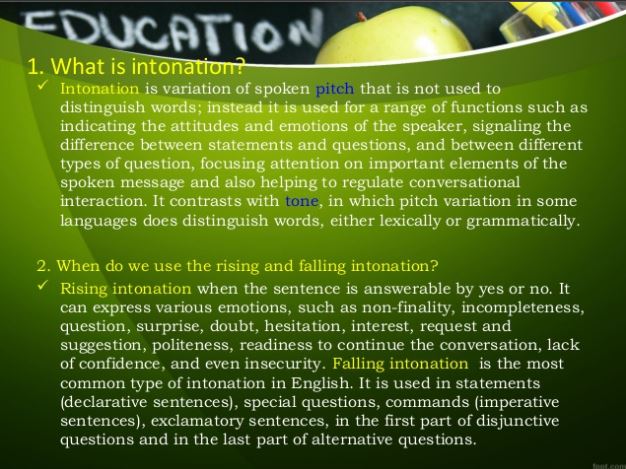 EDUCATION
1. What is intonation?
✓ Intonation is variation of spoken pitch that is not used to
distinguish words; instead it is used for a range of functions such as
indicating the attitudes and emotions of the speaker, signaling the
difference between statements and questions, and between different
types of question, focusing attention on important elements of the
spoken message and also helping to regulate conversational
interaction. It contrasts with tone, in which pitch variation in some
languages does distinguish words, either lexically or grammatically.
2. When do we use the rising and falling intonation?
✓ Rising intonation when the sentence is answerable by yes or no. It
can express various emotions, such as non-finality, incompleteness,
question, surprise, doubt, hesitation, interest, request and
suggestion, politeness, readiness to continue the conversation, lack
of confidence, and even insecurity. Falling intonation is the most
common type of intonation in English. It is used in statements
(declarative sentences), special questions, commands (imperative
sentences), exclamatory sentences, in the first part of disjunctive
questions and in the last part of alternative questions.